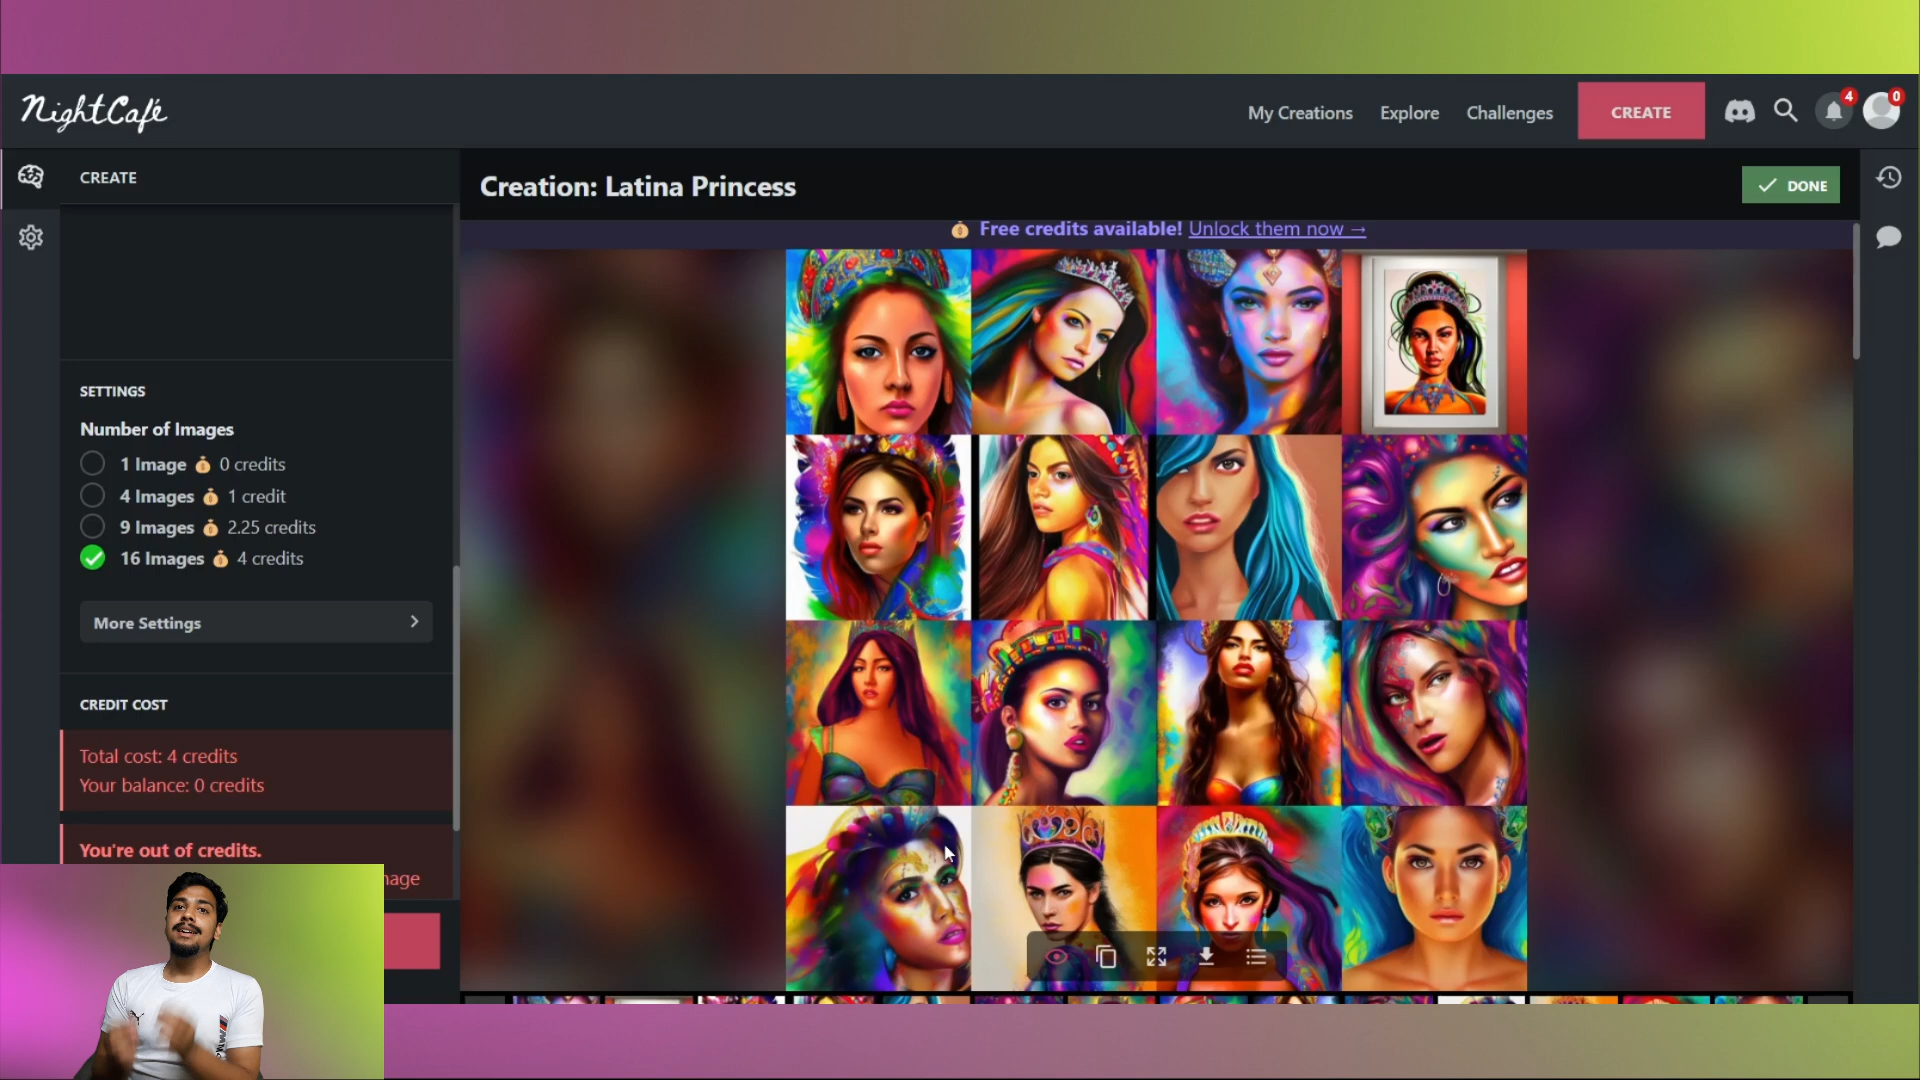 NightCafé
My Creations
Explore
Challenges
CREATE
4
0
CREATE
Creation: Latina Princess
DONE
Free credits available! Unlock them now →
SETTINGS
Number of Images
1 Image 0 credits
4 Images 1 credit
9 Images 2.25 credits
16 Images 4 credits
More Settings
CREDIT COST
Total cost: 4 credits
Your balance: 0 credits
You're out of credits.